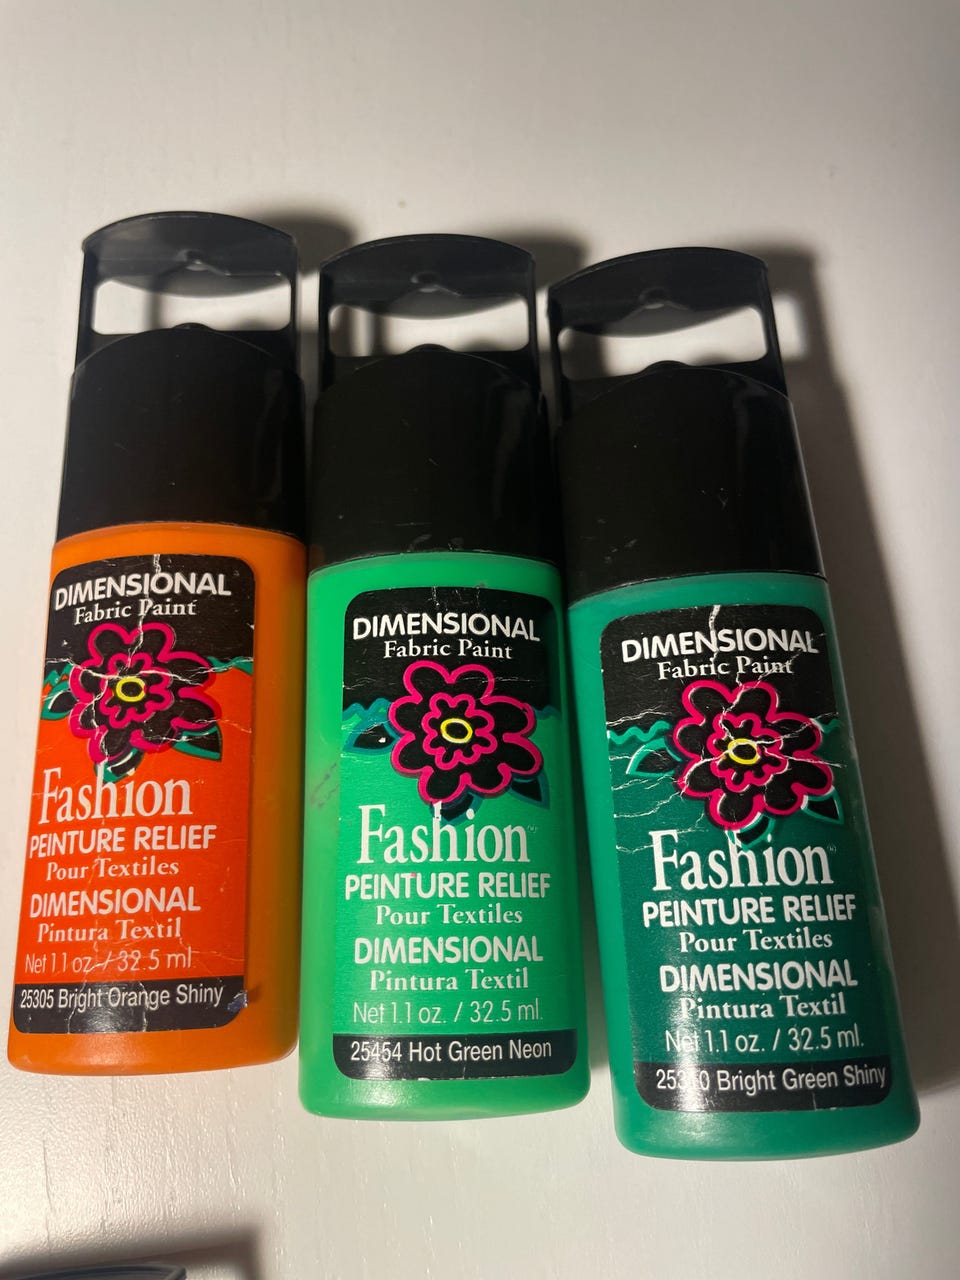 DIMENSIONAL
Fabric Paint
Fashion
PEINTURE RELIEF
Pour Textiles
DIMENSIONAL
Pintura Textil
Net 1.1 oz. / 32.5 ml.
25305 Bright Orange Shiny
DIMENSIONAL
Fabric Paint
Fashion™
PEINTURE RELIEF
Pour Textiles
DIMENSIONAL
Pintura Textil
Net 1.1 oz. / 32.5 ml.
25454 Hot Green Neon
DIMENSIONAL
Fabric Paint
Fashion
PEINTURE RELIEF
Pour Textiles
DIMENSIONAL
Pintura Textil
Net 1.1 oz. / 32.5 ml.
Bright Green Shiny